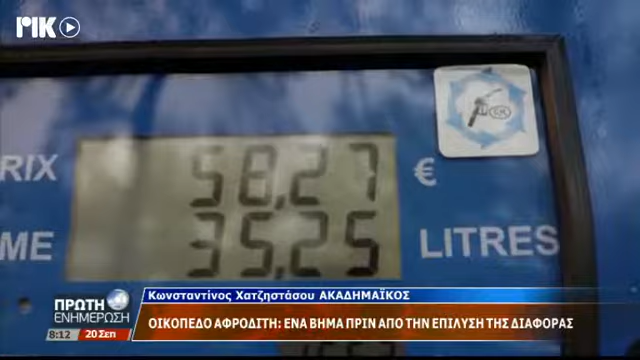 ΡΙΚ
RIX 58,27 €
ME 35,25 LITRES
Κωνσταντίνος Χατζηστάσου ΑΚΑΔΗΜΑΪΚΟΣ
ΠΡΩΤΗ
ΕΝΗΜΕΡΩΣΗ
ΟΙΚΟΠΕΔΟ ΑΦΡΟΔΙΤΗ: ΕΝΑ ΒΗΜΑ ΠΡΙΝ ΑΠΟ ΤΗΝ ΕΠΙΛΥΣΗ ΤΗΣ ΔΙΑΦΟΡΑΣ
8:12 20 Σεπ